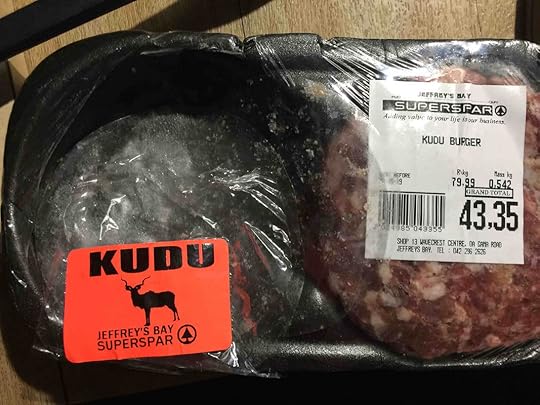 JEFFREY'S BAY
SUPERSPAR
Adding value to your life & our business.
KUDU BURGER
R/kg Mass kg
79.99 0.542
GRAND TOTAL
43,35
SHOP 13 WAVECREST CENTRE, DA GAMA ROAD
JEFFREYS BAY. TEL : 042 296 2626
KUDU
JEFFREY'S BAY
SUPERSPAR